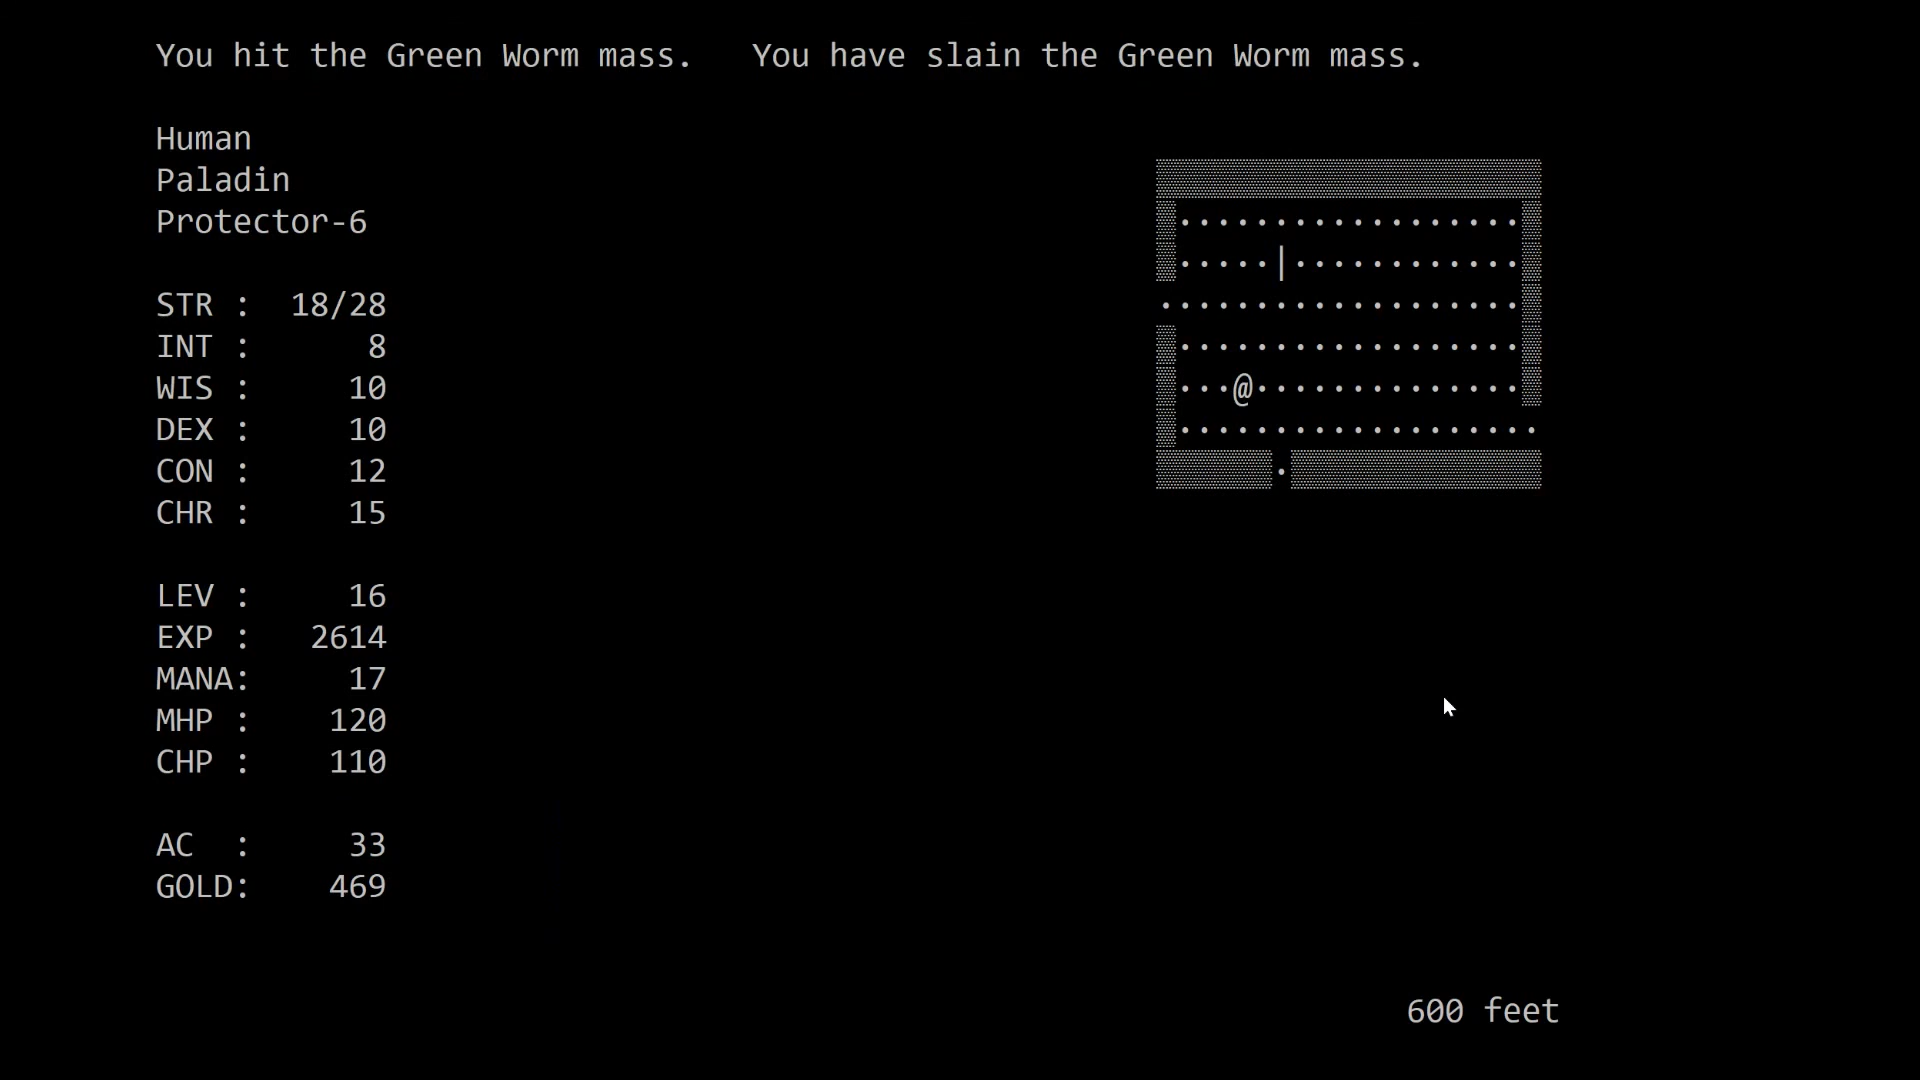 You hit the Green Worm mass.   You have slain the Green Worm mass.
Human
Paladin
Protector-6
STR :  18/28
INT :      8
WIS :     10
DEX :     10
CON :     12
CHR :     15
LEV :     16
EXP :   2614
MANA:     17
MHP :    120
CHP :    110
AC  :     33
GOLD:    469
600 feet